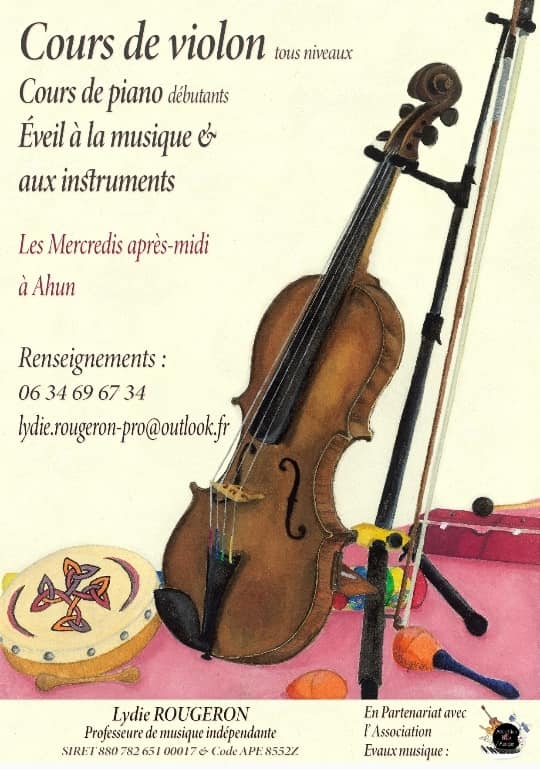 Cours de violon tous niveaux
Cours de piano débutants
Éveil à la musique &
aux instruments
Les Mercredis après-midi
à Ahun
Renseignements :
06 34 69 67 34
lydie.rougeron-pro@outlook.fr
Lydie ROUGERON
Professeure de musique indépendante
SIRET 880 782 651 00017 & Code APE 8552Z
En Partenariat avec
l'Association
Evaux musique :